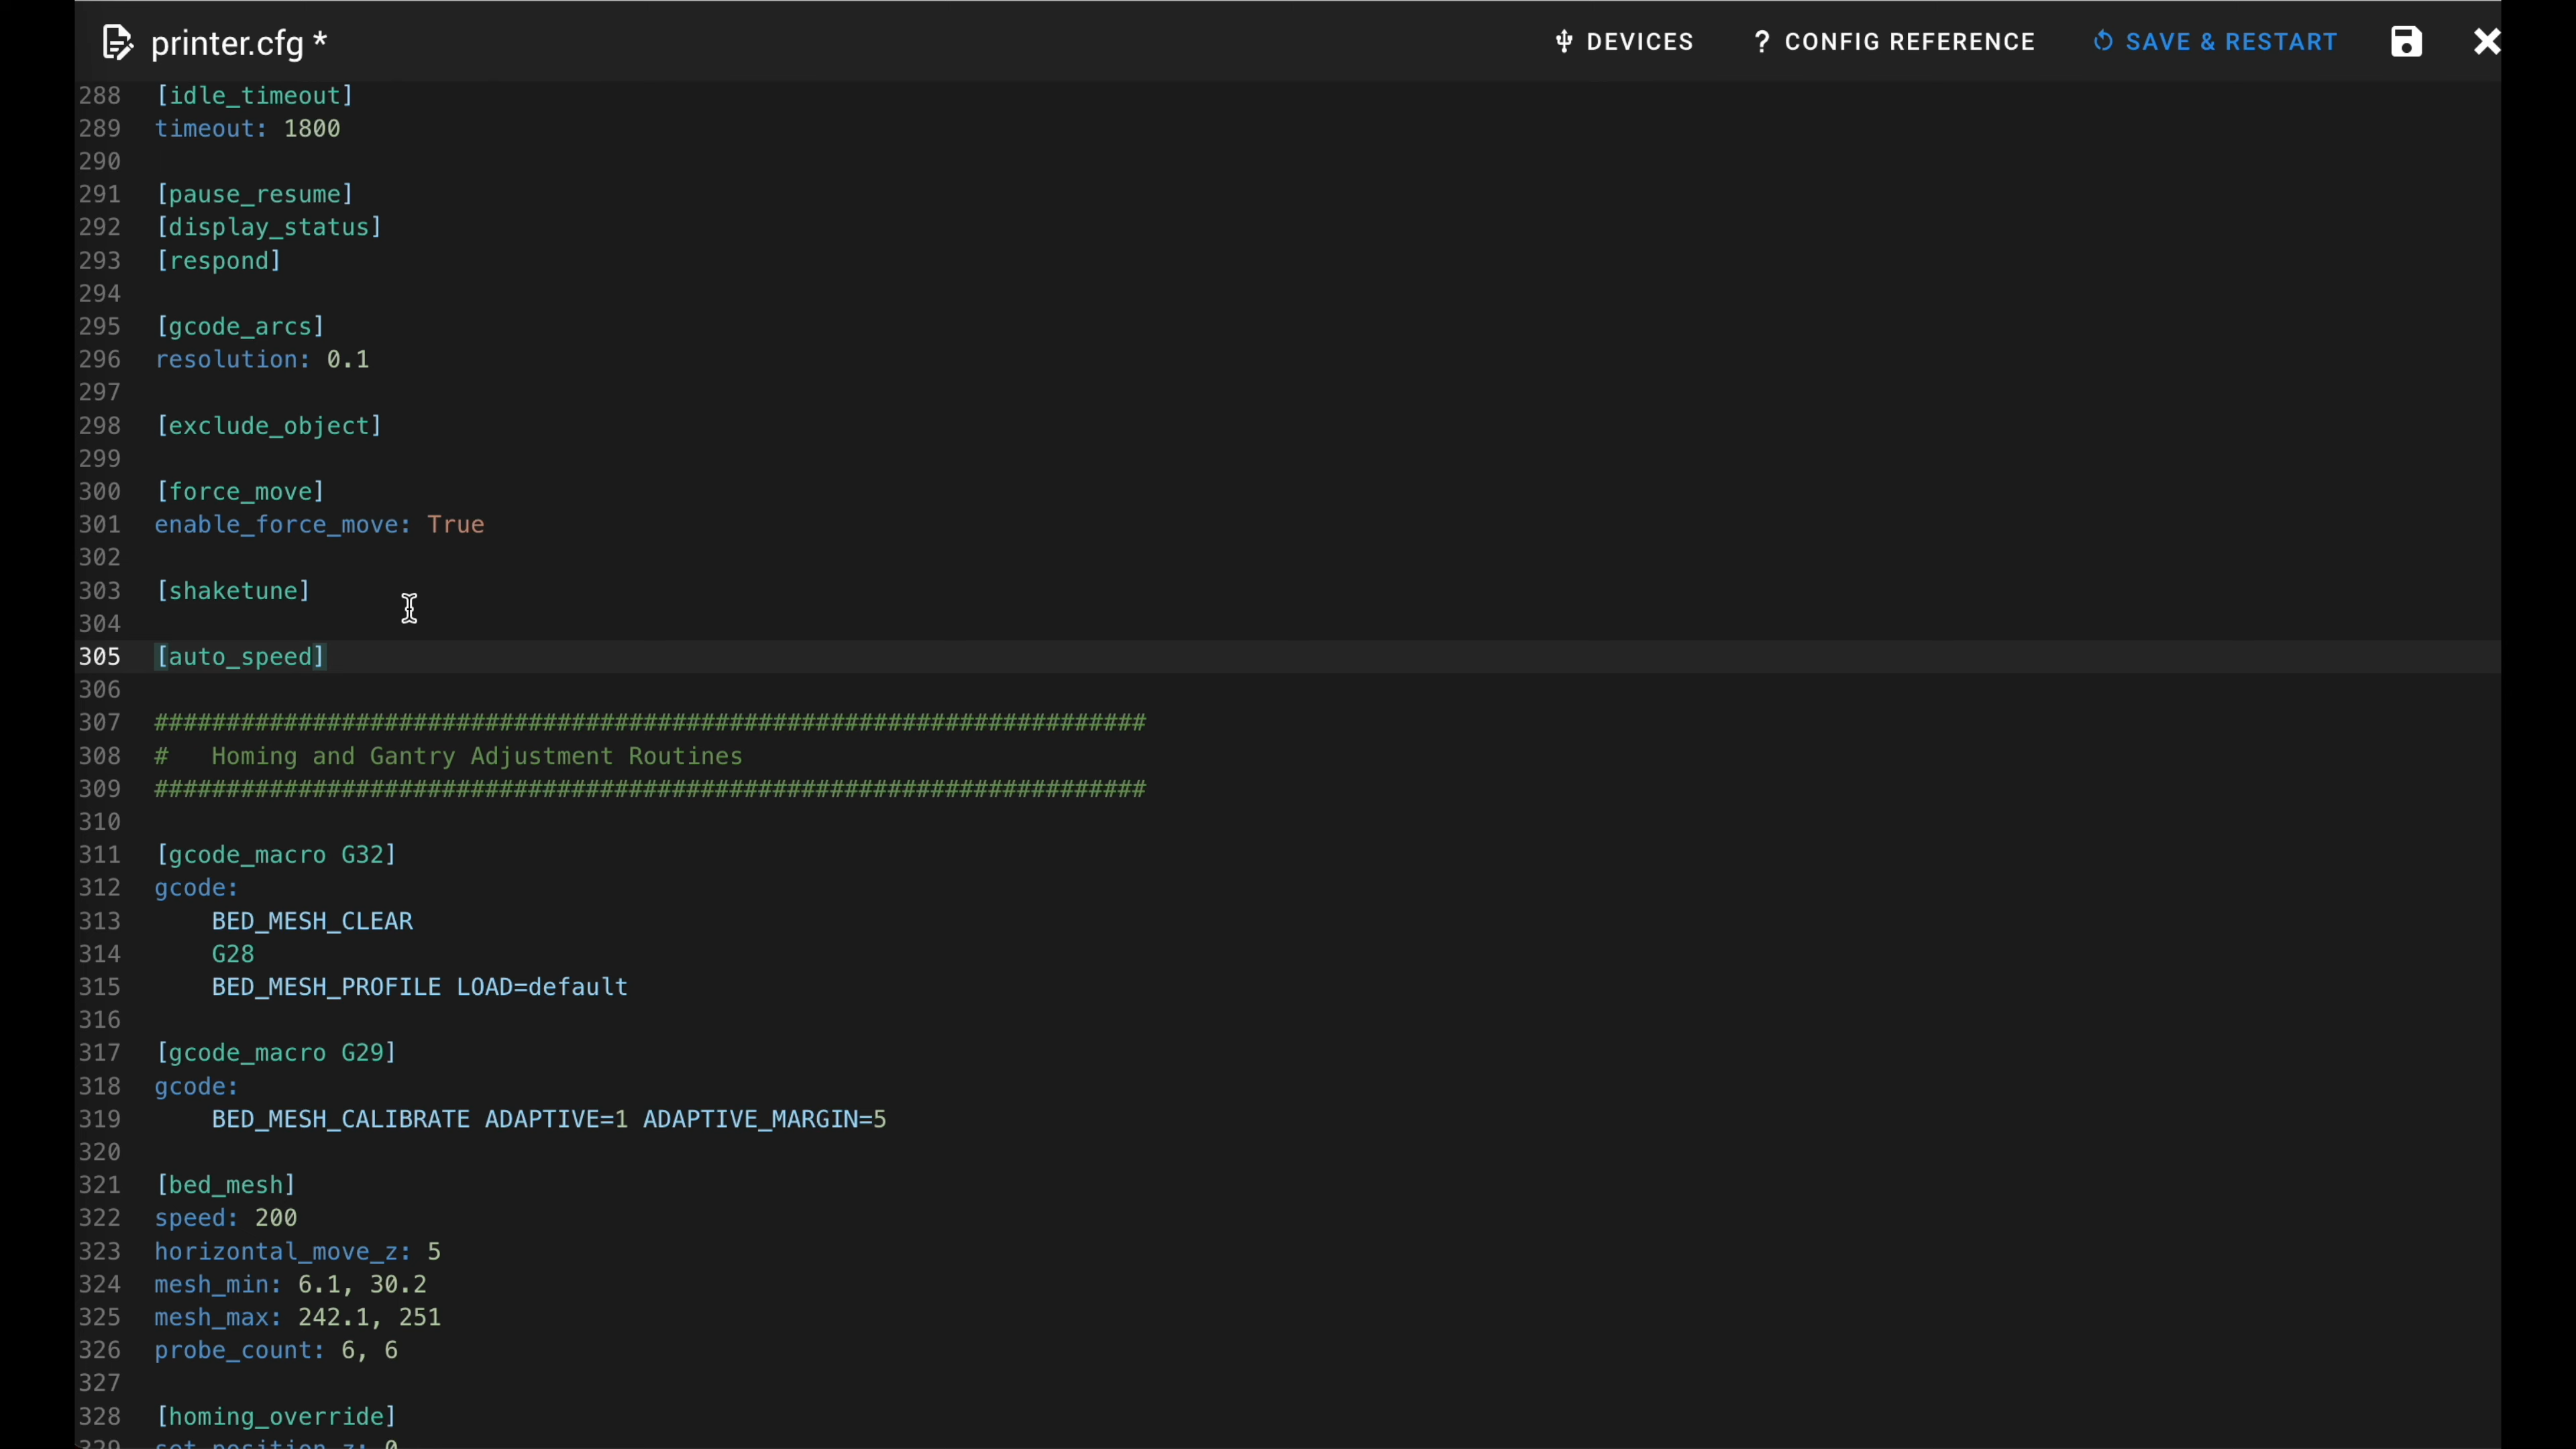 printer.cfg *
DEVICES
? CONFIG REFERENCE
SAVE & RESTART
288 [idle_timeout]
289 timeout: 1800
290
291 [pause_resume]
292 [display_status]
293 [respond]
294
295 [gcode_arcs]
296 resolution: 0.1
297
298 [exclude_object]
299
300 [force_move]
301 enable_force_move: True
302
303 [shaketune]
304
305 [auto_speed]
306
307 #####################################################################
308 #   Homing and Gantry Adjustment Routines
309 #####################################################################
310
311 [gcode_macro G32]
312 gcode:
313     BED_MESH_CLEAR
314     G28
315     BED_MESH_PROFILE LOAD=default
316
317 [gcode_macro G29]
318 gcode:
319     BED_MESH_CALIBRATE ADAPTIVE=1 ADAPTIVE_MARGIN=5
320
321 [bed_mesh]
322 speed: 200
323 horizontal_move_z: 5
324 mesh_min: 6.1, 30.2
325 mesh_max: 242.1, 251
326 probe_count: 6, 6
327
328 [homing_override]
329 set_position_z: 0